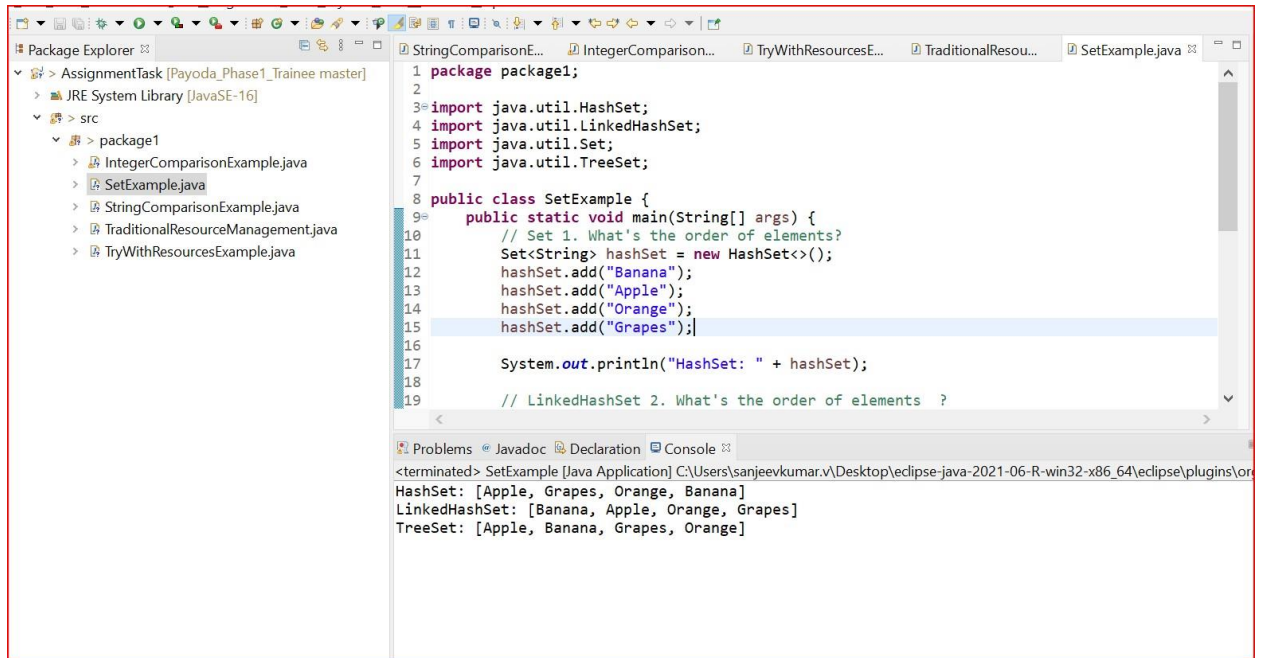 Package Explorer
> AssignmentTask [Payoda_Phase1_Trainee master]
JRE System Library [JavaSE-16]
> src
> package1
IntegerComparisonExample.java
SetExample.java
StringComparisonExample.java
TraditionalResourceManagement.java
TryWithResourcesExample.java
StringComparisonE... IntegerComparison... TryWithResourcesE... TraditionalResou... SetExample.java
1 package package1;
2
3 import java.util.HashSet;
4 import java.util.LinkedHashSet;
5 import java.util.Set;
6 import java.util.TreeSet;
7
8 public class SetExample {
9 public static void main(String[] args) {
10 // Set 1. What's the order of elements?
11 Set<String> hashSet = new HashSet<>();
12 hashSet.add("Banana");
13 hashSet.add("Apple");
14 hashSet.add("Orange");
15 hashSet.add("Grapes");
16
17 System.out.println("HashSet: " + hashSet);
18
19 // LinkedHashSet 2. What's the order of elements ?
Problems Javadoc Declaration Console
<terminated> SetExample [Java Application] C:\Users\sanjeevkumar.v\Desktop\eclipse-java-2021-06-R-win32-x86_64\eclipse\plugins\or
HashSet: [Apple, Grapes, Orange, Banana]
LinkedHashSet: [Banana, Apple, Orange, Grapes]
TreeSet: [Apple, Banana, Grapes, Orange]